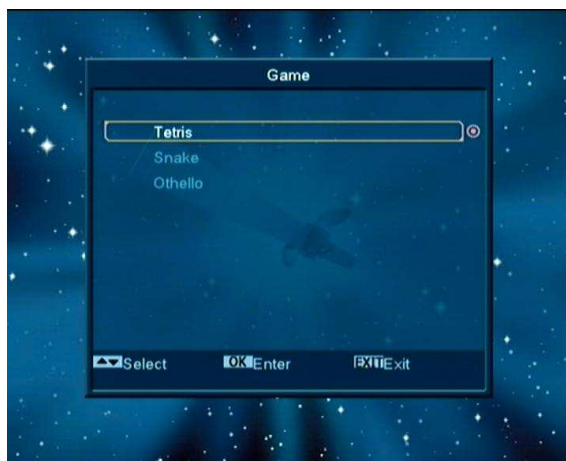 Game
Tetris
Snake
Othello
Select OK Enter EXIT Exit